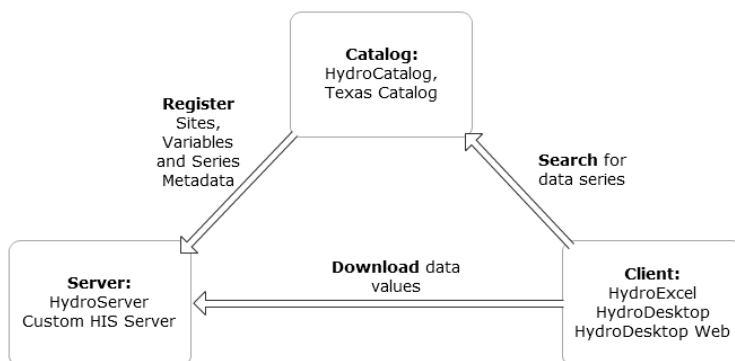 Catalog:
HydroCatalog,
Texas Catalog
Register
Sites,
Variables
and Series
Metadata
Search for
data series
Server:
HydroServer
Custom HIS Server
Download data
values
Client:
HydroExcel
HydroDesktop
HydroDesktop Web